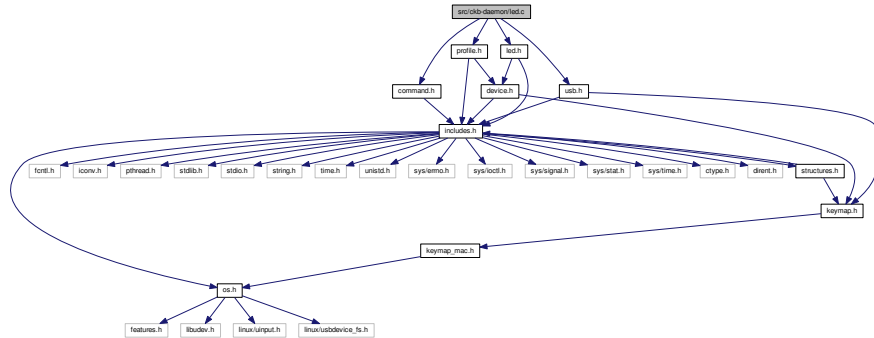 src/ckb-daemon/led.c
profile.h
led.h
command.h
device.h
usb.h
includes.h
fcntl.h
iconv.h
pthread.h
stdlib.h
stdio.h
string.h
time.h
unistd.h
sys/errno.h
sys/ioctl.h
sys/signal.h
sys/stat.h
sys/time.h
ctype.h
dirent.h
structures.h
keymap.h
keymap_mac.h
os.h
features.h
libudev.h
linux/uinput.h
linux/usbdevice_fs.h